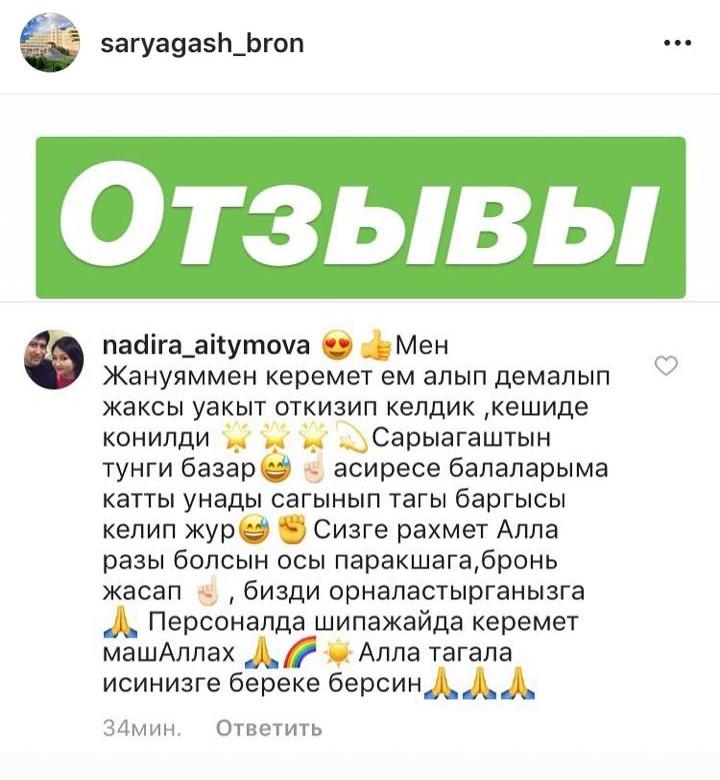 saryagash_bron
Отзывы
nadira_aitymova 😍 👍Мен
Жануяммен керемет ем алып демалып
жаксы уакыт откизип келдик ,кешиде
конилди 🌟 🌟 🌟 💫Сарыагаштын
тунги базар😅 ☝🏻асиресе балаларыма
катты унады сагынып тагы баргысы
келип жур😅 ✊Сизге рахмет Алла
разы болсын осы паракшага,бронь
жасап ☝🏻, бизди орналастырганызга
🙏 Персоналда шипажайда керемет
машАллах 🙏🌈☀️Алла тагала
исинизге береке берсин🙏🙏🙏
34мин. Ответить